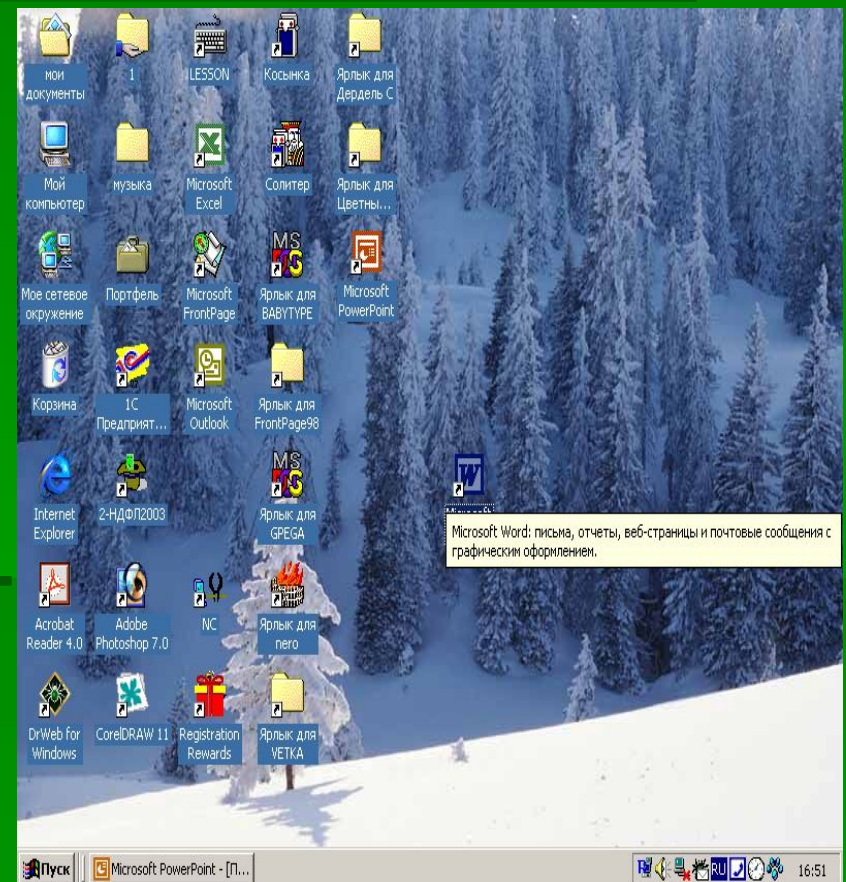 мои
документы
1
LESSON
Косынка
Ярлык для
Дердель С
Мой
компьютер
музыка
Microsoft
Excel
Солитер
Ярлык для
Цветны...
Мое сетевое
окружение
Портфель
Microsoft
FrontPage
MS
Ярлык для
BABYTYPE
Microsoft
PowerPoint
Корзина
1С
Предприят...
Microsoft
Outlook
Ярлык для
FrontPage98
Internet
Explorer
2-НДФЛ2003
MS
Ярлык для
GPEGA
W
Microsoft
Microsoft Word: письма, отчеты, веб-страницы и почтовые сообщения с
графическим оформлением.
Acrobat
Reader 4.0
Adobe
Photoshop 7.0
NC
Ярлык для
nero
DrWeb for
Windows
CorelDRAW 11
Registration
Rewards
Ярлык для
VETKA
Пуск
Microsoft PowerPoint - [П...
RU
16:51